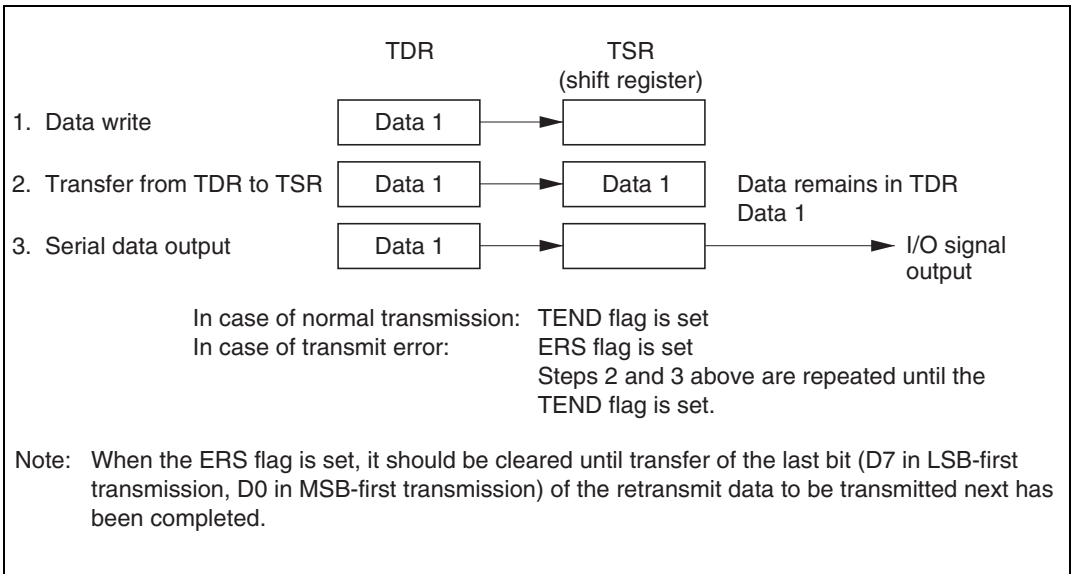 TDR TSR
(shift register)
1. Data write Data 1
2. Transfer from TDR to TSR Data 1 Data 1 Data remains in TDR
Data 1
3. Serial data output Data 1 I/O signal
output
In case of normal transmission: TEND flag is set
In case of transmit error: ERS flag is set
Steps 2 and 3 above are repeated until the
TEND flag is set.
Note: When the ERS flag is set, it should be cleared until transfer of the last bit (D7 in LSB-first
transmission, D0 in MSB-first transmission) of the retransmit data to be transmitted next has
been completed.